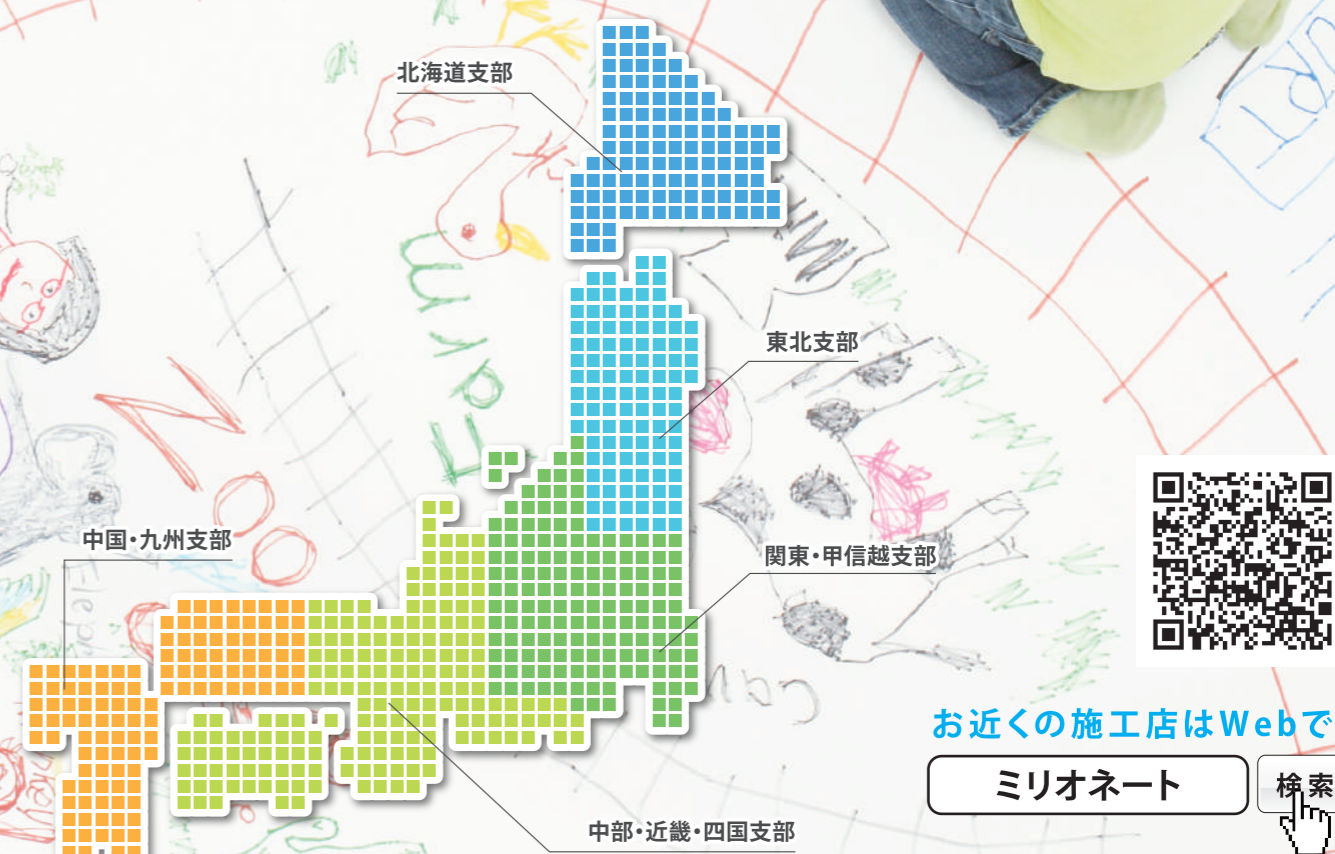 北海道支部
東北支部
中国・九州支部
関東・甲信越支部
お近くの施工店はWebで
ミリオネート
検索
中部・近畿・四国支部